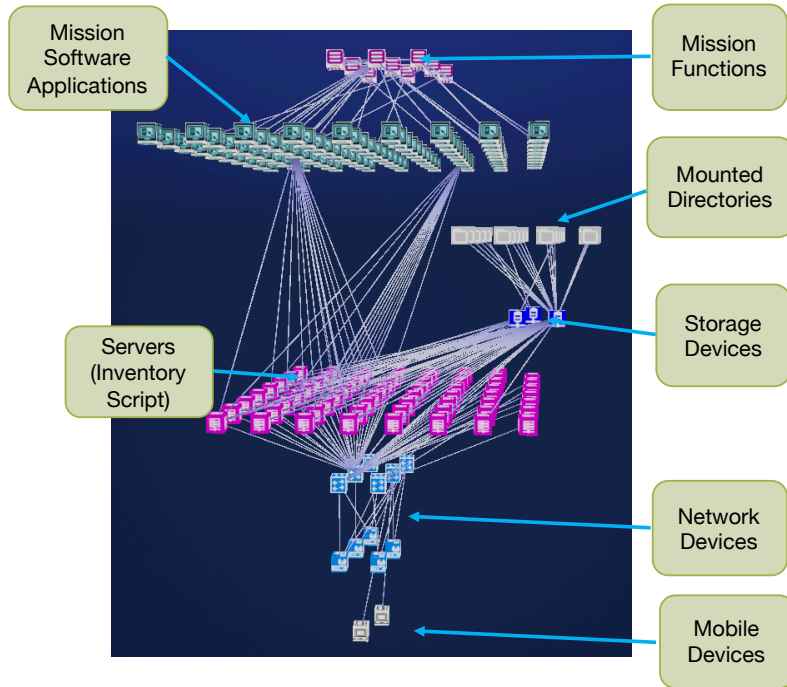 Mission
Software
Applications
Mission
Functions
Mounted
Directories
Storage
Devices
Servers
(Inventory
Script)
Network
Devices
Mobile
Devices